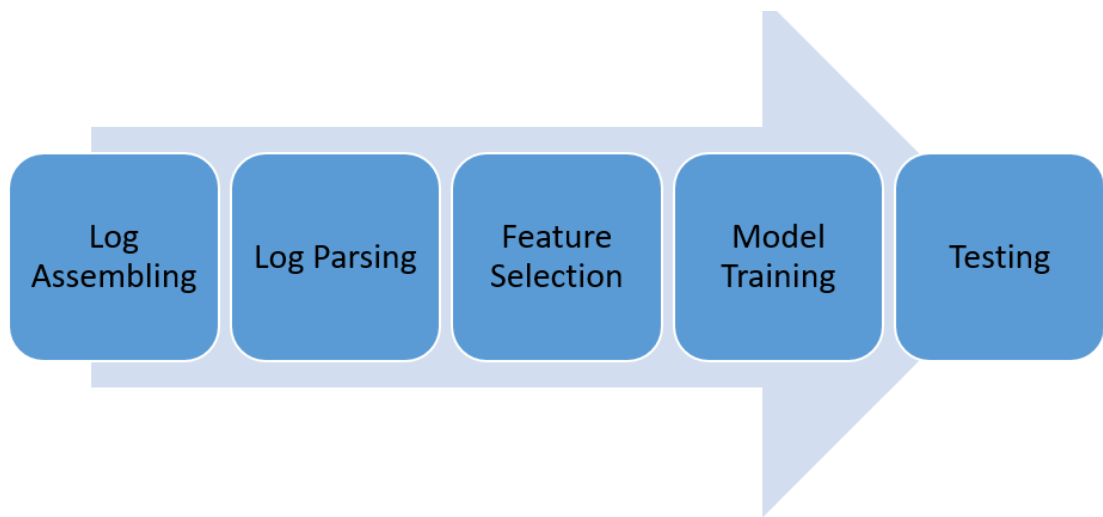 Log
Assembling
Log Parsing
Feature
Selection
Model
Training
Testing